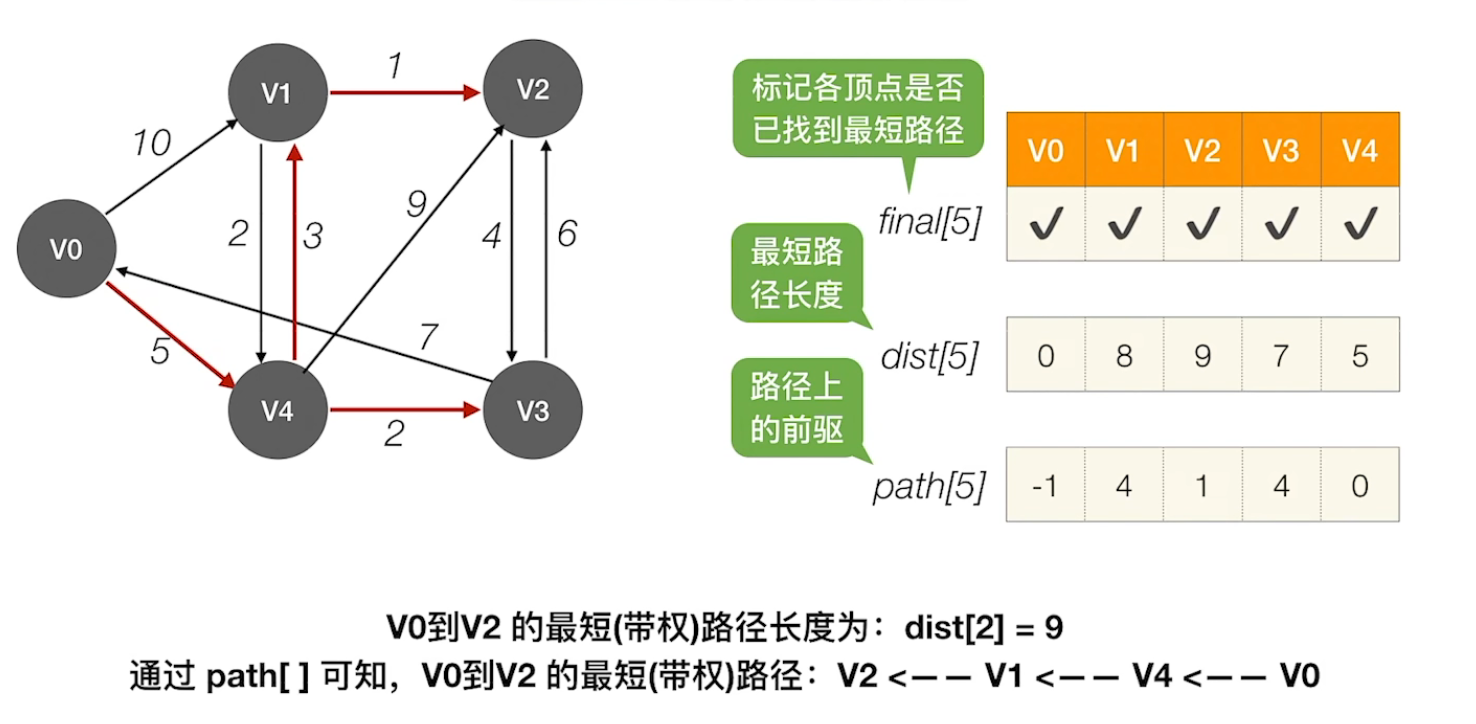 V1
1
V2
10
9
2
3
4
6
V0
7
5
V4
2
V3
标记各顶点是否
已找到最短路径
V0 V1 V2 V3 V4
final[5] ✓ ✓ ✓ ✓ ✓
最短路
径长度
dist[5] 0 8 9 7 5
路径上
的前驱
path[5] -1 4 1 4 0
V0到V2 的最短(带权)路径长度为：dist[2] = 9
通过 path[ ] 可知，V0到V2 的最短(带权)路径：V2 <— — V1 <— — V4 <— — V0